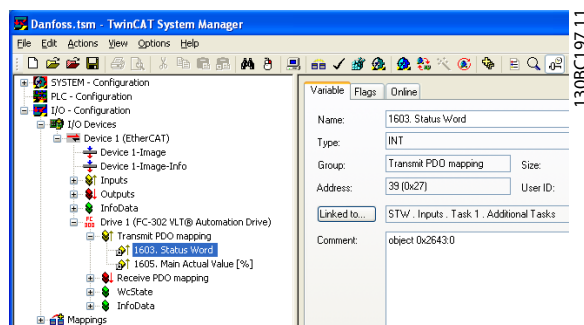 Danfoss.tsm - TwinCAT System Manager
File Edit Actions View Options Help
SYSTEM - Configuration
PLC - Configuration
I/O - Configuration
I/O Devices
Device 1 (EtherCAT)
Device 1-Image
Device 1-Image-Info
Inputs
Outputs
InfoData
FC 302 Drive 1 (FC-302 VLT® Automation Drive)
Transmit PDO mapping
1603. Status Word
1605. Main Actual Value [%]
Receive PDO mapping
WcState
InfoData
Mappings
Variable Flags Online
Name: 1603. Status Word
Type: INT
Group: Transmit PDO mapping Size:
Address: 39 (0x27) User ID:
Linked to... STW . Inputs . Task 1 . Additional Tasks
Comment: object 0x2643:0
130BC197.11